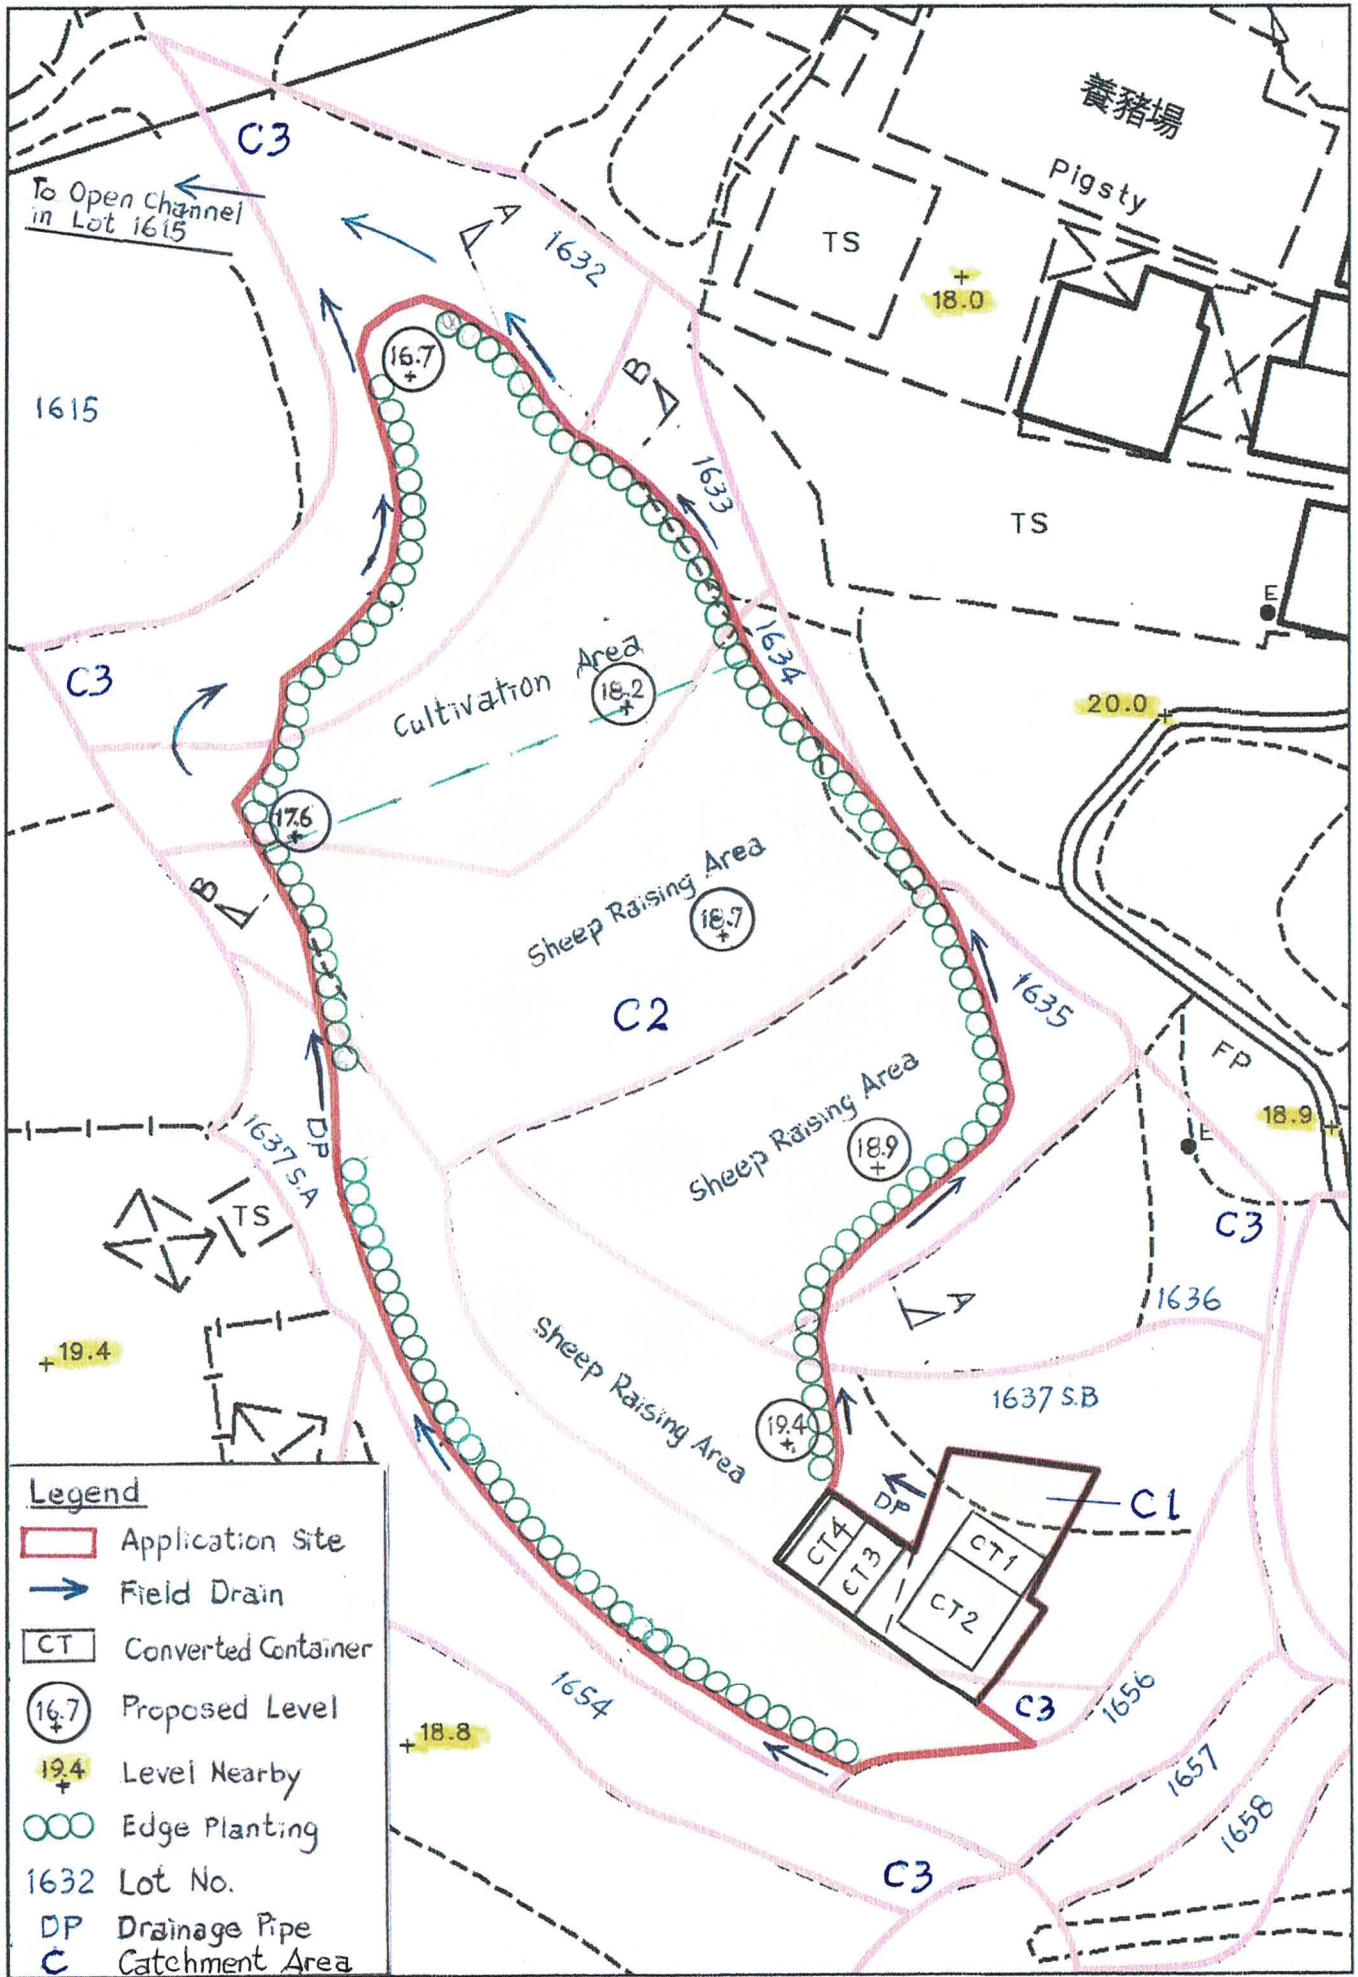 養豬場
Pigsty
C3
To Open Channel
in Lot 1615
A
1632
TS
18.0
16.7
B
1615
1633
TS
E
1634
C3
Cultivation Area
18.2
20.0
17.6
Sheep Raising Area
18.7
B
1635
C2
FP
Sheep Raising Area
18.9
18.9
E
DP
1637 S.A
TS
C3
A
1636
19.4
Sheep Raising Area
1637 S.B
19.4
DP
C1
CT4
CT3
CT1
CT2
1654
C3
1656
18.8
1657
1658
C3
Legend
Application Site
Field Drain
CT Converted Container
16.7 Proposed Level
19.4 Level Nearby
Edge Planting
1632 Lot No.
DP Drainage Pipe
C Catchment Area